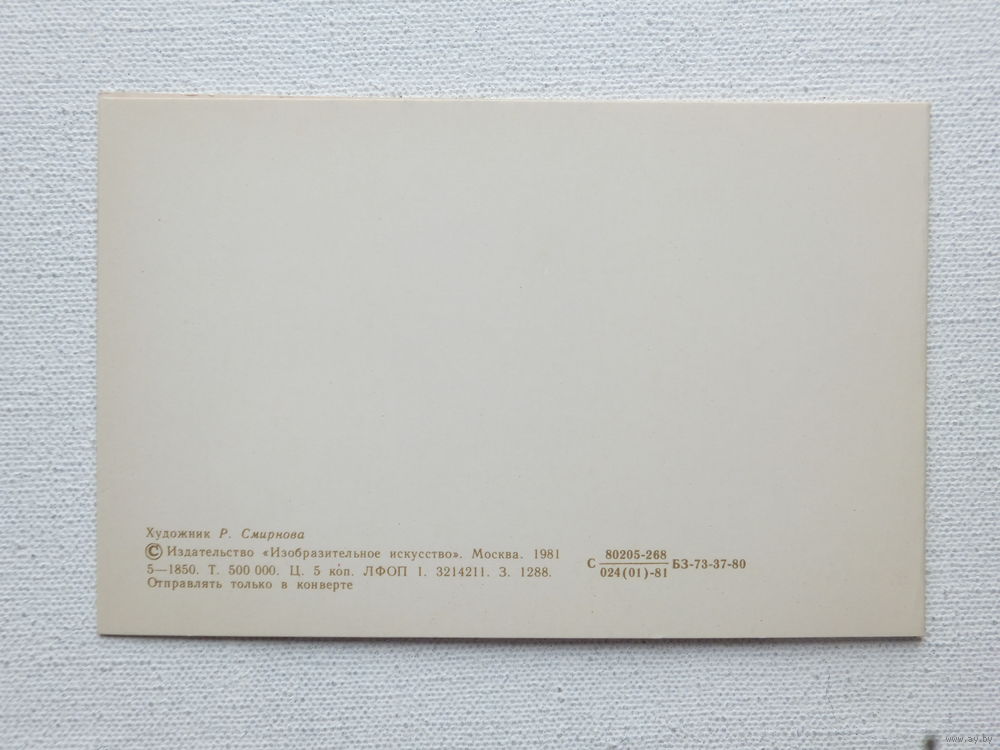 Художник Р. Смирнова
© Издательство «Изобразительное искусство». Москва. 1981
5—1850. Т. 500 000. Ц. 5 коп. ЛФОП 1. 3214211. З. 1288.
Отправлять только в конверте
С 80205-268 БЗ-73-37-80
024(01)-81
www.ay.by